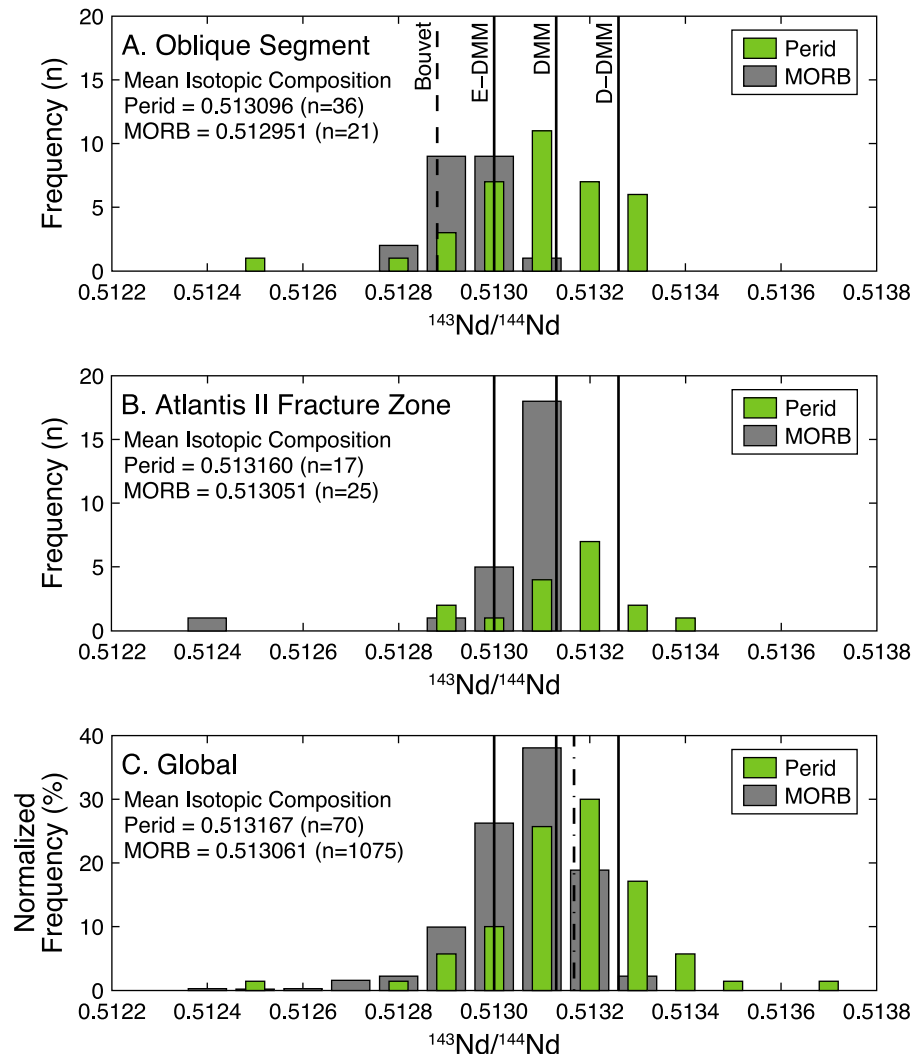 A. Oblique Segment
Mean Isotopic Composition
Perid = 0.513096 (n=36)
MORB = 0.512951 (n=21)
Bouvet
E–DMM
DMM
D–DMM
Perid
MORB
Frequency (n)
20
15
10
5
0
0.5122 0.5124 0.5126 0.5128 0.5130 0.5132 0.5134 0.5136 0.5138
¹⁴³Nd/¹⁴⁴Nd
B. Atlantis II Fracture Zone
Mean Isotopic Composition
Perid = 0.513160 (n=17)
MORB = 0.513051 (n=25)
Perid
MORB
Frequency (n)
20
15
10
5
0
0.5122 0.5124 0.5126 0.5128 0.5130 0.5132 0.5134 0.5136 0.5138
¹⁴³Nd/¹⁴⁴Nd
C. Global
Mean Isotopic Composition
Perid = 0.513167 (n=70)
MORB = 0.513061 (n=1075)
Perid
MORB
Normalized
Frequency (%)
40
30
20
10
0
0.5122 0.5124 0.5126 0.5128 0.5130 0.5132 0.5134 0.5136 0.5138
¹⁴³Nd/¹⁴⁴Nd